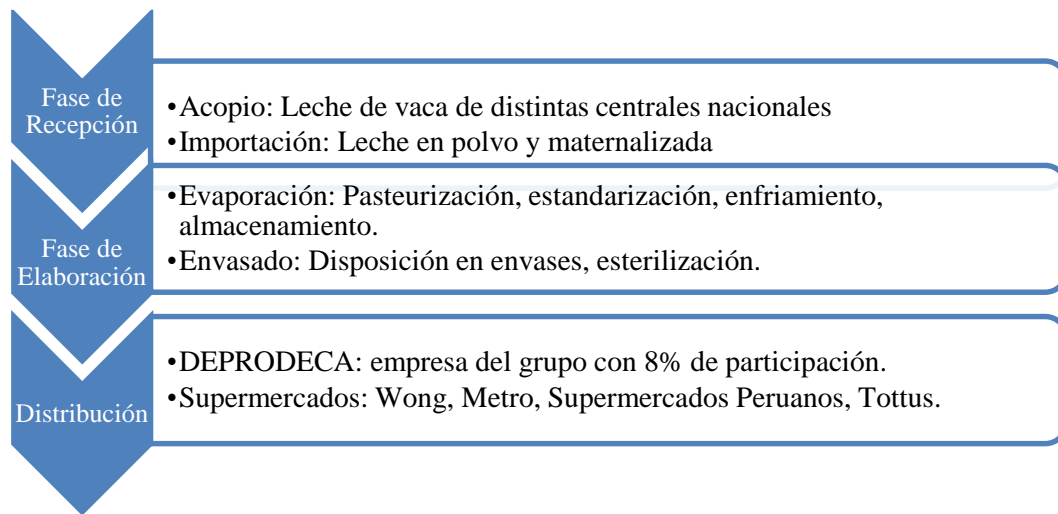 Fase de
Recepción
•Acopio: Leche de vaca de distintas centrales nacionales
•Importación: Leche en polvo y maternalizada
Fase de
Elaboración
•Evaporación: Pasteurización, estandarización, enfriamiento,
almacenamiento.
•Envasado: Disposición en envases, esterilización.
Distribución
•DEPRODECA: empresa del grupo con 8% de participación.
•Supermercados: Wong, Metro, Supermercados Peruanos, Tottus.